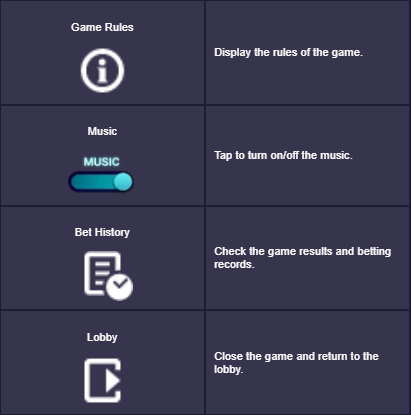 Game Rules
Display the rules of the game.
Music
MUSIC
Tap to turn on/off the music.
Bet History
Check the game results and betting
records.
Lobby
Close the game and return to the
lobby.